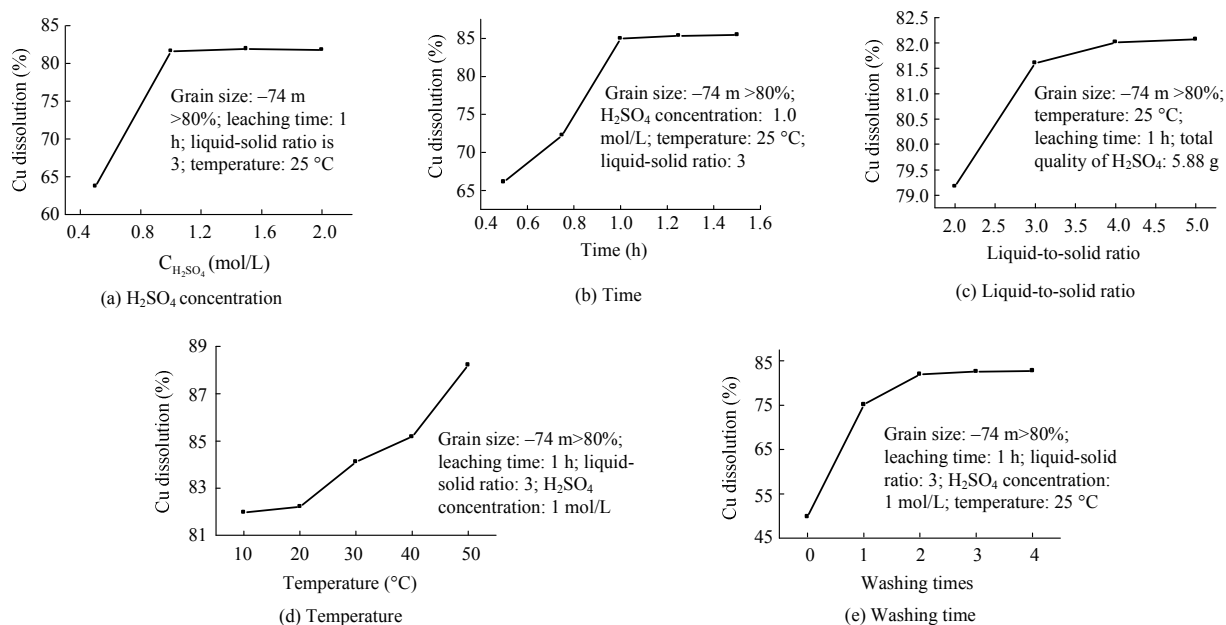 Cu dissolution (%)
85
80
75
70
65
60
0.4 0.8 1.2 1.6 2.0
Grain size: –74 m
>80%; leaching time: 1
h; liquid-solid ratio is
3; temperature: 25 °C
C_H₂SO₄ (mol/L)
(a) H₂SO₄ concentration
Cu dissolution (%)
85
80
75
70
65
0.4 0.6 0.8 1.0 1.2 1.4 1.6
Grain size: –74 m >80%;
H₂SO₄ concentration: 1.0
mol/L; temperature: 25 °C;
liquid-solid ratio: 3
Time (h)
(b) Time
Cu dissolution (%)
82.5
82.0
81.5
81.0
80.5
80.0
79.5
79.0
2.0 2.5 3.0 3.5 4.0 4.5 5.0
Grain size: –74 m >80%;
temperature: 25 °C;
leaching time: 1 h; total
quality of H₂SO₄: 5.88 g
Liquid-to-solid ratio
(c) Liquid-to-solid ratio
Cu dissolution (%)
89
87
85
83
82
81
10 20 30 40 50
Grain size: –74 m>80%;
leaching time: 1 h; liquid-
solid ratio: 3; H₂SO₄
concentration: 1 mol/L
Temperature (°C)
(d) Temperature
Cu dissolution (%)
85
75
65
55
45
0 1 2 3 4
Grain size: –74 m>80%;
leaching time: 1 h; liquid-solid
ratio: 3; H₂SO₄ concentration:
1 mol/L; temperature: 25 °C
Washing times
(e) Washing time